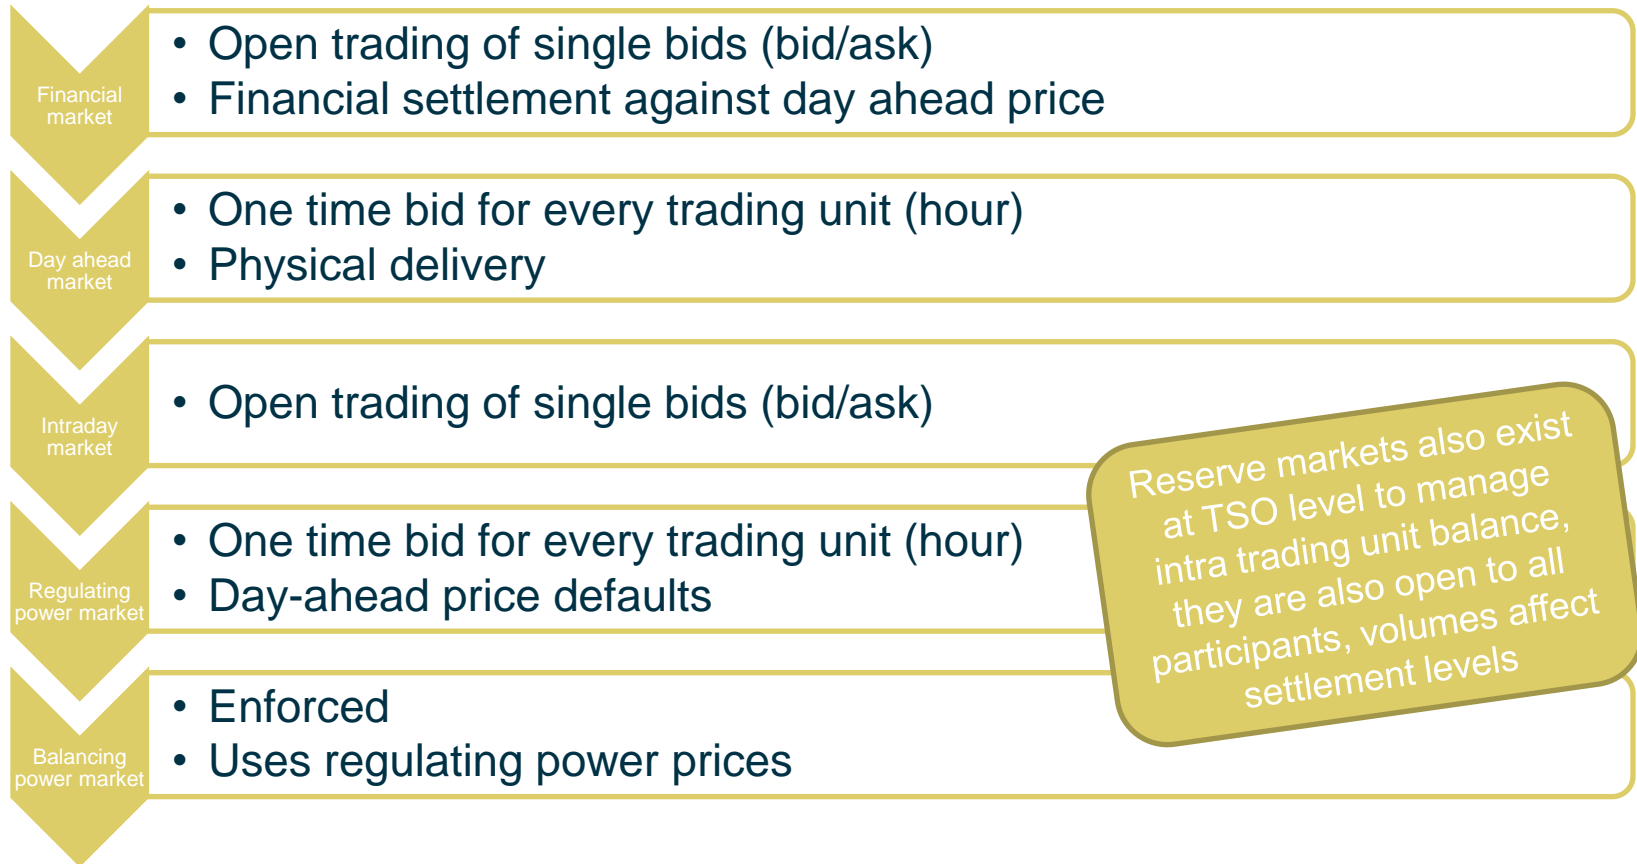 Financial
market
• Open trading of single bids (bid/ask)
• Financial settlement against day ahead price
Day ahead
market
• One time bid for every trading unit (hour)
• Physical delivery
Intraday
market
• Open trading of single bids (bid/ask)
Regulating
power market
• One time bid for every trading unit (hour)
• Day-ahead price defaults
Balancing
power market
• Enforced
• Uses regulating power prices
Reserve markets also exist
at TSO level to manage
intra trading unit balance,
they are also open to all
participants, volumes affect
settlement levels